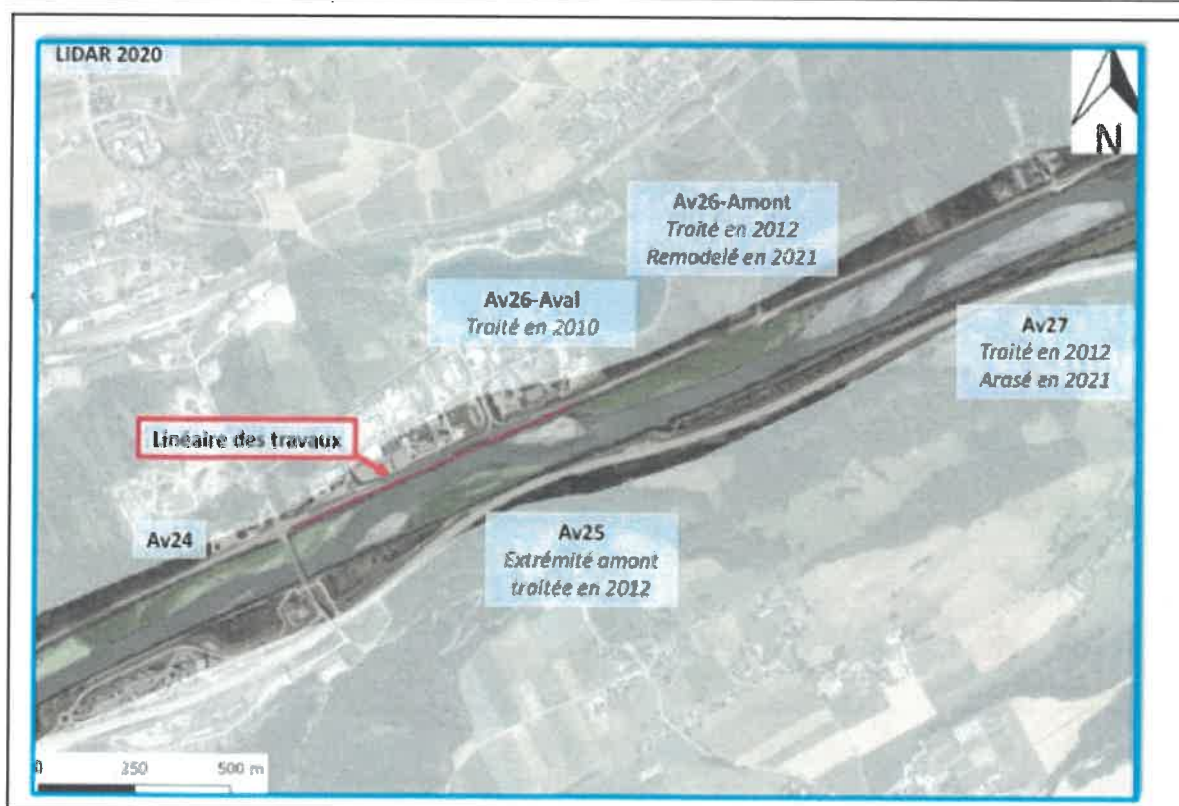 LIDAR 2020
N
Av26-Amont
Traité en 2012
Remodelé en 2021
Av26-Aval
Traité en 2010
Av27
Traité en 2012
Arasé en 2021
Linéaire des travaux
Av24
Av25
Extrémité amont
traitée en 2012
0 250 500 m